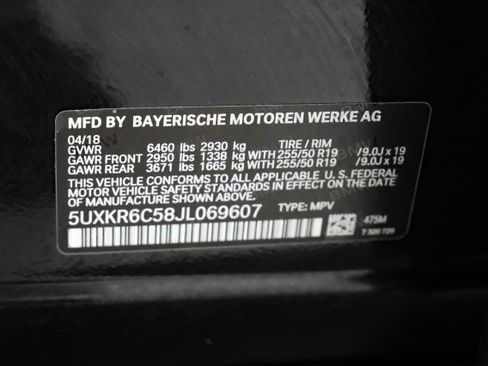 MFD BY BAYERISCHE MOTOREN WERKE AG
04/18
GVWR 6460 lbs 2930 kg TIRE / RIM
GAWR FRONT 2950 lbs 1338 kg WITH 255/50 R19 /9.0J x 19
GAWR REAR 3671 lbs 1665 kg WITH 255/50 R19 /9.0J x 19
THIS VEHICLE CONFORMS TO ALL APPLICABLE U. S. FEDERAL
MOTOR VEHICLE SAFETY STANDARDS IN EFFECT ON THE DATE
OF MANUFACTURE SHOWN ABOVE.
5UXKR6C58JL069607 TYPE: MPV
475M